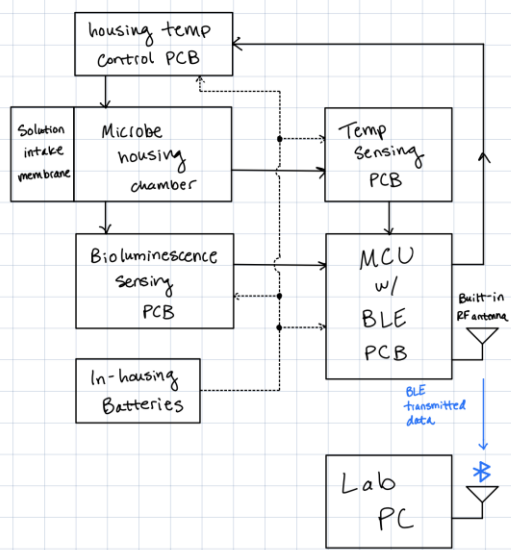 housing temp
control PCB
Solution
intake
membrane
Microbe
housing
chamber
Temp
Sensing
PCB
Bioluminescence
sensing
PCB
MCU
w/
BLE
PCB
Built-in
RF antenna
In-housing
Batteries
BLE
transmitted
data
Lab
PC